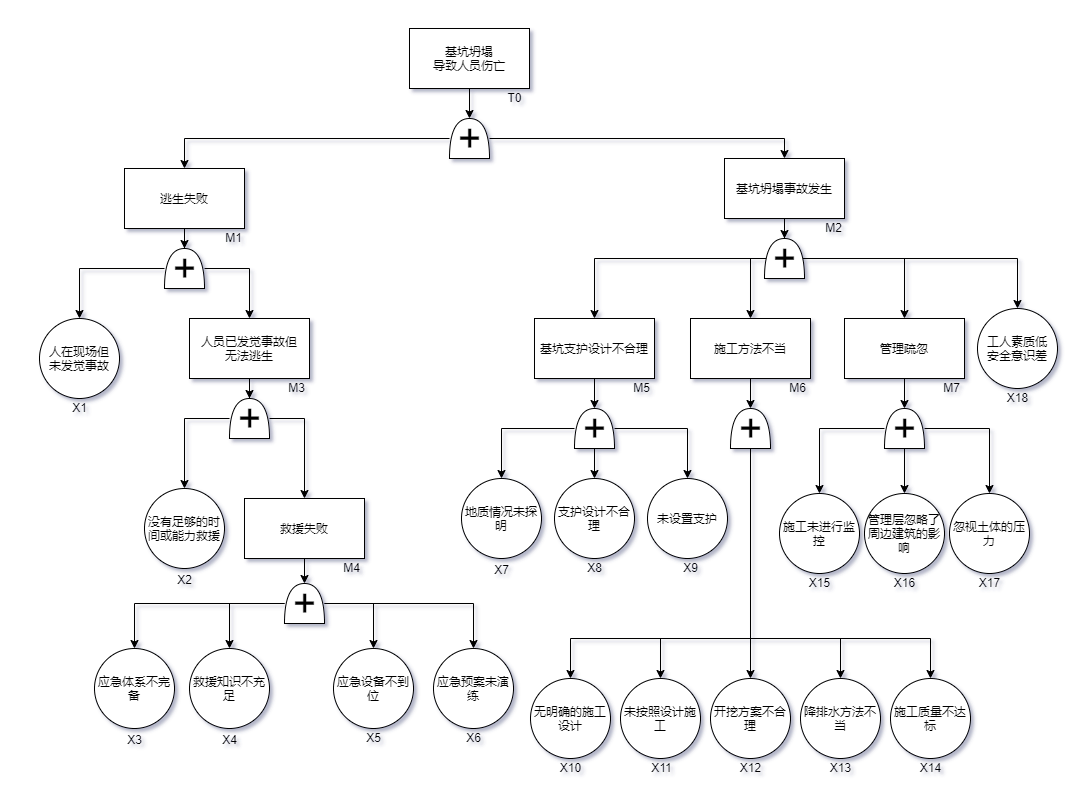 基坑坍塌
导致人员伤亡
T0
+
逃生失败
M1
基坑坍塌事故发生
M2
+
+
人在现场但
未发觉事故
X1
人员已发觉事故但
无法逃生
M3
基坑支护设计不合理
M5
施工方法不当
M6
管理疏忽
M7
工人素质低
安全意识差
X18
+
+
+
+
没有足够的时
间或能力救援
X2
救援失败
M4
地质情况未探
明
X7
支护设计不合
理
X8
未设置支护
X9
施工未进行监
控
X15
管理层忽略了
周边建筑的影
响
X16
忽视土体的压
力
X17
+
应急体系不完
备
X3
救援知识不充
足
X4
应急设备不到
位
X5
应急预案未演
练
X6
无明确的施工
设计
X10
未按照设计施
工
X11
开挖方案不合
理
X12
降排水方法不
当
X13
施工质量不达
标
X14